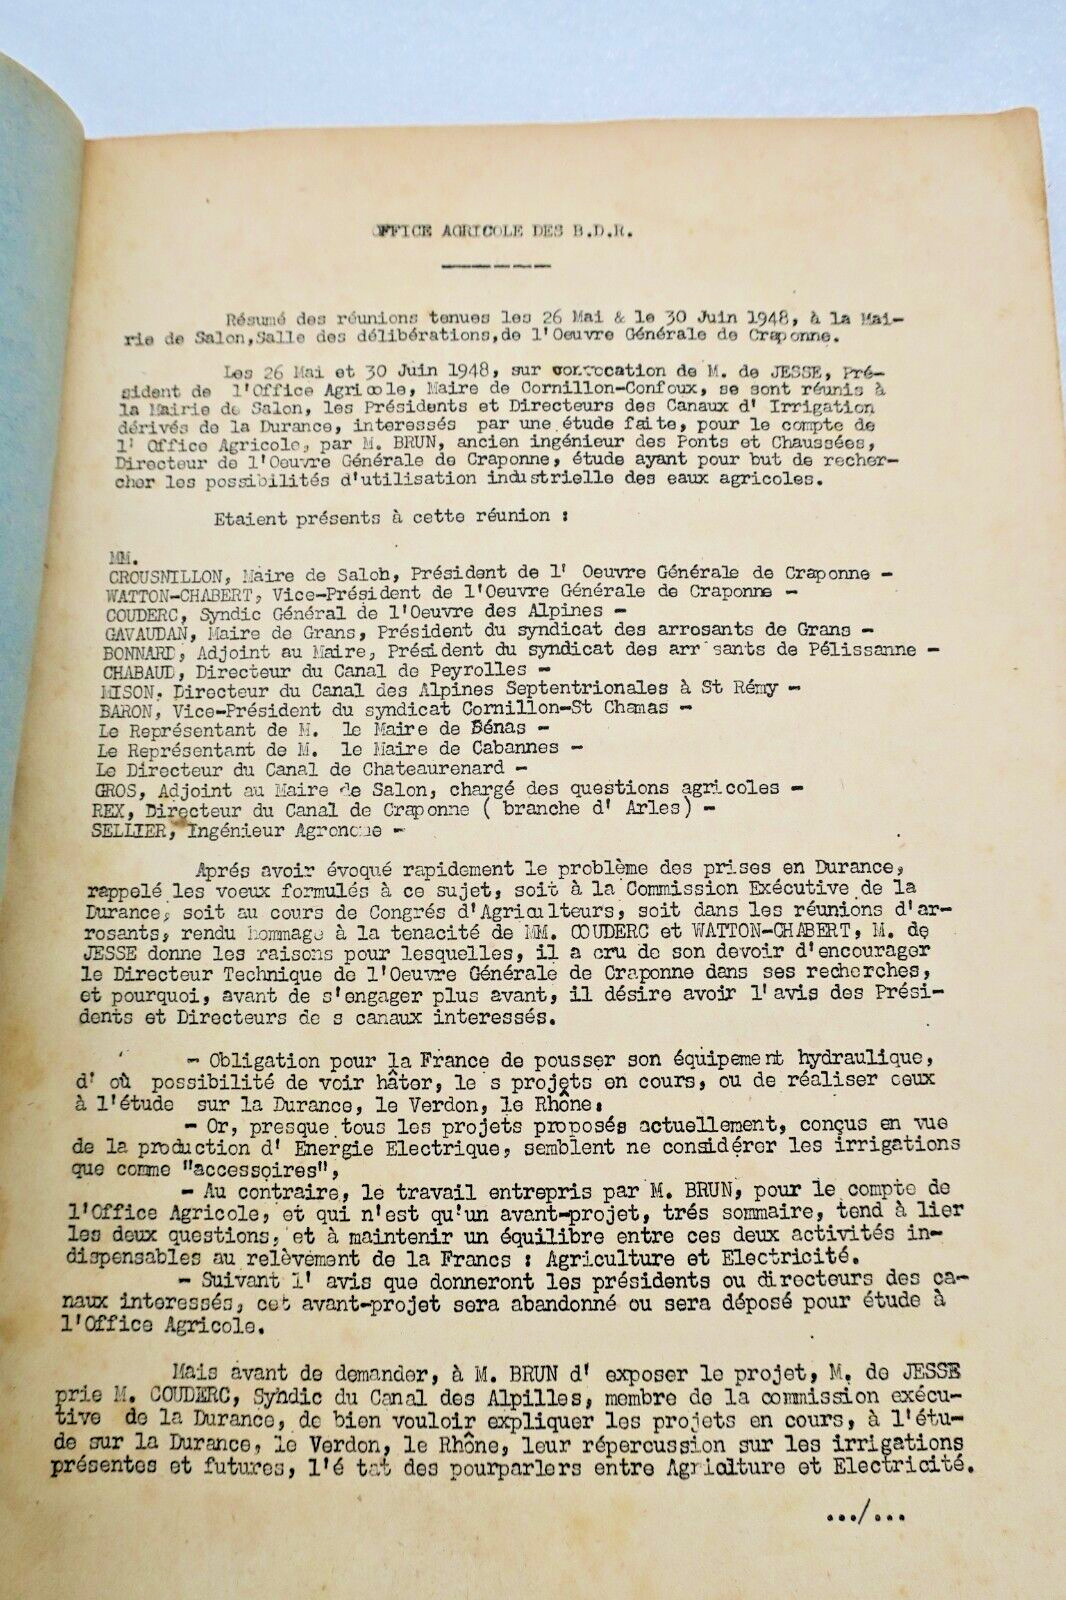 OFFICE AGRICOLE DES B.D.R.
Résumé des réunions tenues les 26 Mai & le 30 Juin 1948, à la Mai-
rie de Salon,Salle des délibérations,de l'Oeuvre Générale de Craponne.
Les 26 Mai et 30 Juin 1948, sur convocation de M. de JESSE, Pré-
sident de l'Office Agricole, Maire de Cornillon-Confoux, se sont réunis à
la Mairie de Salon, les Présidents et Directeurs des Canaux d' Irrigation
dérivés de la Durance, interessés par une étude faite, pour le compte de
l' Office Agricole, par M. BRUN, ancien ingénieur des Ponts et Chaussées,
Directeur de l'Oeuvre Générale de Craponne, étude ayant pour but de recher-
cher les possibilités d'utilisation industrielle des eaux agricoles.
Etaient présents à cette réunion :
MM.
CROUSNILLON, Maire de Saloh, Président de l' Oeuvre Générale de Craponne -
WATTON-CHABERT, Vice-Président de l'Oeuvre Générale de Craponne -
COUDERC, Syndic Général de l'Oeuvre des Alpines -
GAVAUDAN, Maire de Grans, Président du syndicat des arrosants de Grans -
BONNARD, Adjoint au Maire, Président du syndicat des arr sants de Pélissanne -
CHABAUD, Directeur du Canal de Peyrolles -
MISON. Directeur du Canal des Alpines Septentrionales à St Rémy -
BARON, Vice-Président du syndicat Cornillon-St Chamas -
Le Représentant de M. le Maire de Sénas -
Le Représentant de M. le Maire de Cabannes -
Le Directeur du Canal de Chateaurenard -
GROS, Adjoint au Maire de Salon, chargé des questions agricoles -
REX, Directeur du Canal de Craponne ( branche d' Arles) -
SELLIER, Ingénieur Agronome -
Aprés avoir évoqué rapidement le problème des prises en Durance,
rappelé les voeux formulés à ce sujet, soit à la Commission Exécutive de la
Durance, soit au cours de Congrés d'Agriculteurs, soit dans les réunions d'ar-
rosants, rendu hommage à la tenacité de MM. COUDERC et WATTON-CHABERT, M. de
JESSE donne les raisons pour lesquelles, il a cru de son devoir d'encourager
le Directeur Technique de l'Oeuvre Générale de Craponne dans ses recherches,
et pourquoi, avant de s'engager plus avant, il désire avoir l'avis des Prési-
dents et Directeurs de s canaux interessés.
- Obligation pour la France de pousser son équipement hydraulique,
d' où possibilité de voir hâter, le s projets en cours, ou de réaliser ceux
à l'étude sur la Durance, le Verdon, le Rhône.
- Or, presque tous les projets proposés actuellement, conçus en vue
de la production d' Energie Electrique, semblent ne considérer les irrigations
que comme "accessoires",
- Au contraire, le travail entrepris par M. BRUN, pour le compte de
l'Office Agricole, et qui n'est qu'un avant-projet, trés sommaire, tend à lier
les deux questions, et à maintenir un équilibre entre ces deux activités in-
dispensables au relèvement de la Francs : Agriculture et Electricité.
- Suivant l' avis que donneront les présidents ou directeurs des ca-
naux interessés, cet avant-projet sera abandonné ou sera déposé pour étude à
l'Office Agricole.
Mais avant de demander, à M. BRUN d' exposer le projet, M. de JESSE
prie M. COUDERC, Syhdic du Canal des Alpilles, membre de la commission exécu-
tive de la Durance, de bien vouloir expliquer les projets en cours, à l'étu-
de sur la Durance, le Verdon, le Rhône, leur répercussion sur les irrigations
présentes et futures, l'é tat des pourparlers entre Agriclture et Electricité.
.../...